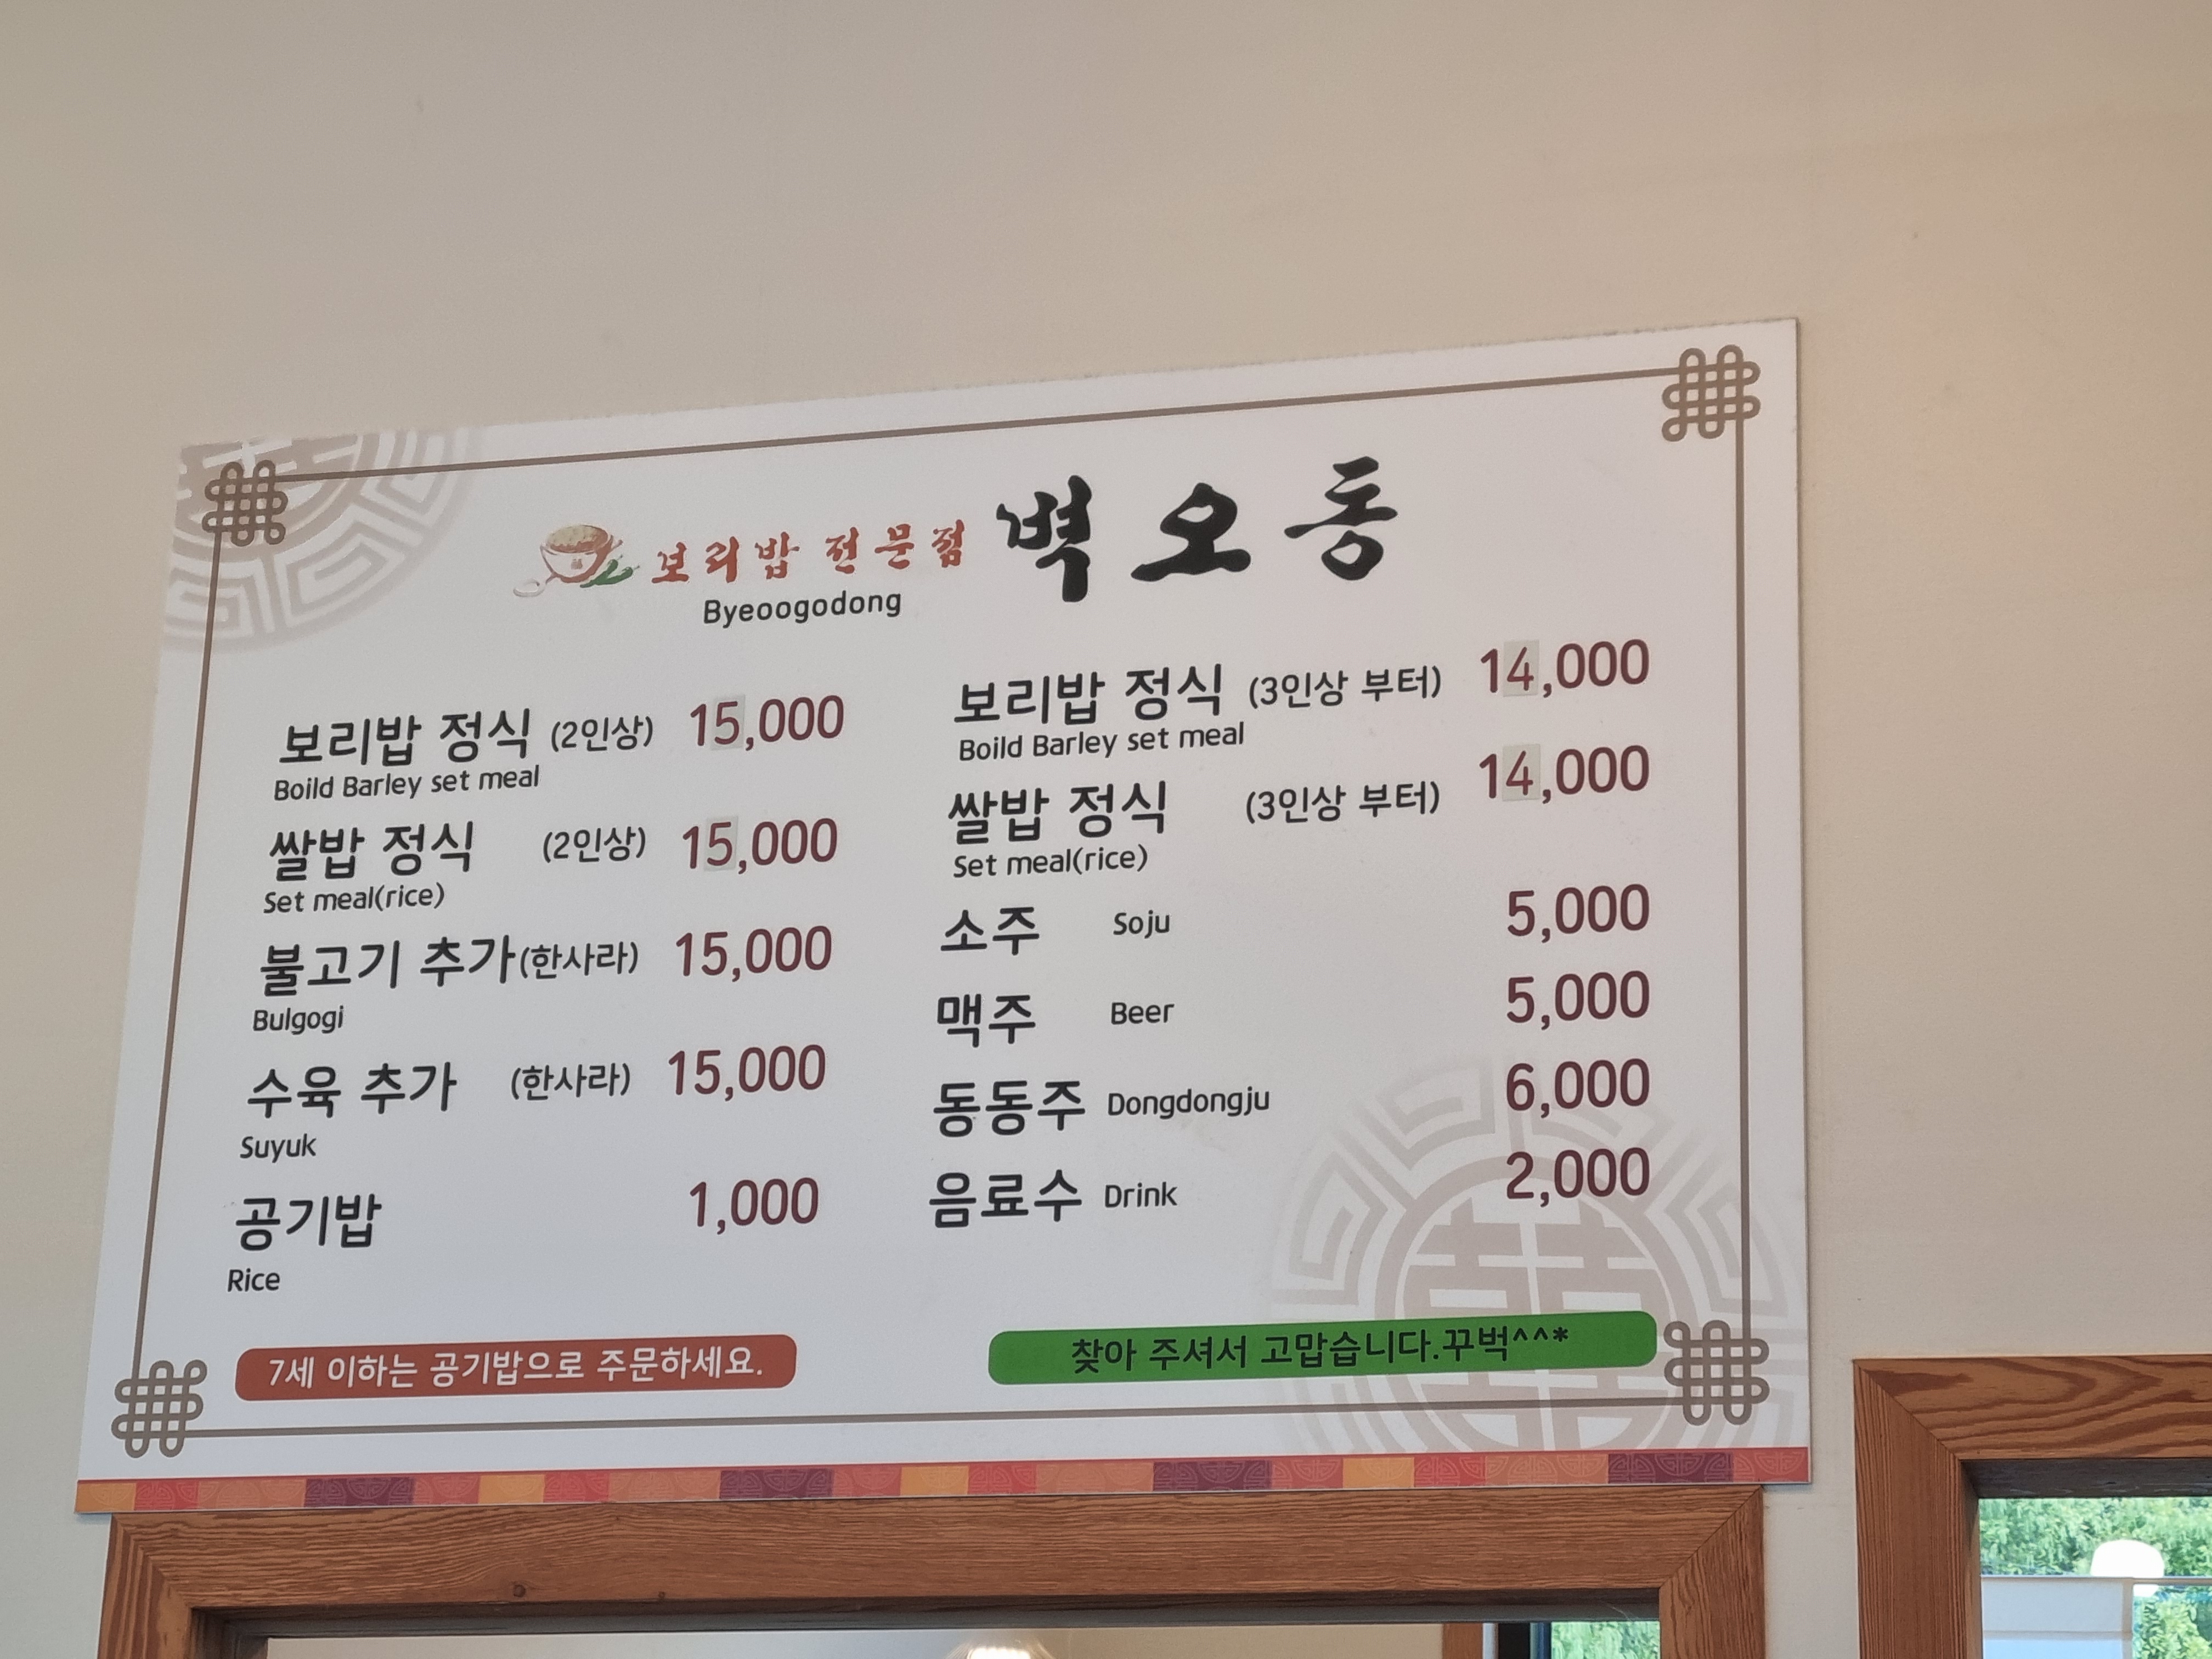 보리밥 전문점 벽오동
Byeoogodong
보리밥 정식 (2인상) 15,000
Boild Barley set meal
쌀밥 정식 (2인상) 15,000
Set meal(rice)
불고기 추가(한사라) 15,000
Bulgogi
수육 추가 (한사라) 15,000
Suyuk
공기밥 1,000
Rice
7세 이하는 공기밥으로 주문하세요.
보리밥 정식 (3인상 부터) 14,000
Boild Barley set meal
쌀밥 정식 (3인상 부터) 14,000
Set meal(rice)
소주 Soju 5,000
맥주 Beer 5,000
동동주 Dongdongju 6,000
음료수 Drink 2,000
찾아 주셔서 고맙습니다.꾸벅^^*